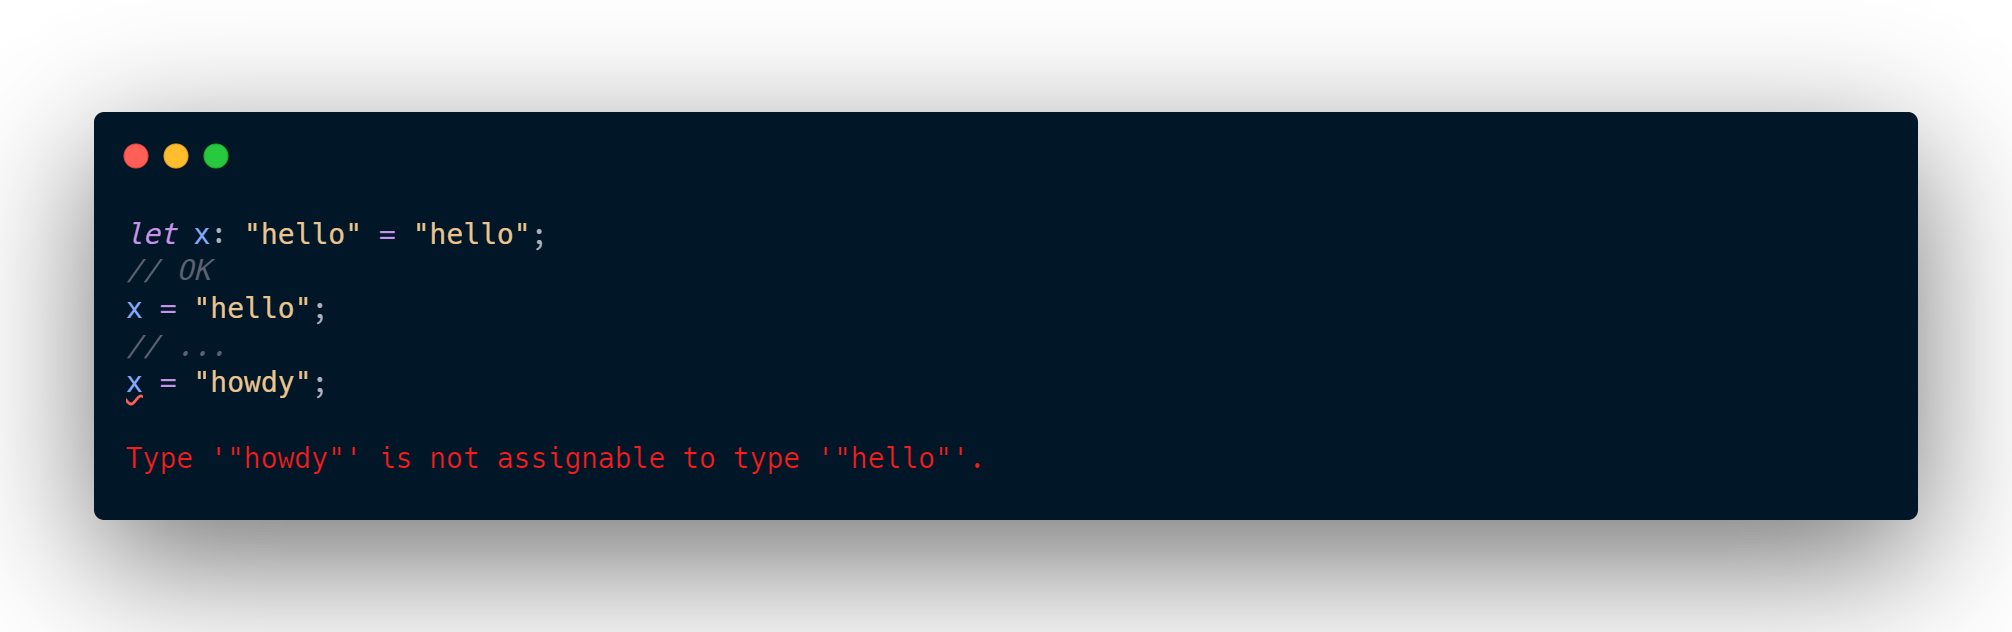 let x: "hello" = "hello";
// OK
x = "hello";
// ...
x = "howdy";
Type '"howdy"' is not assignable to type '"hello"'.